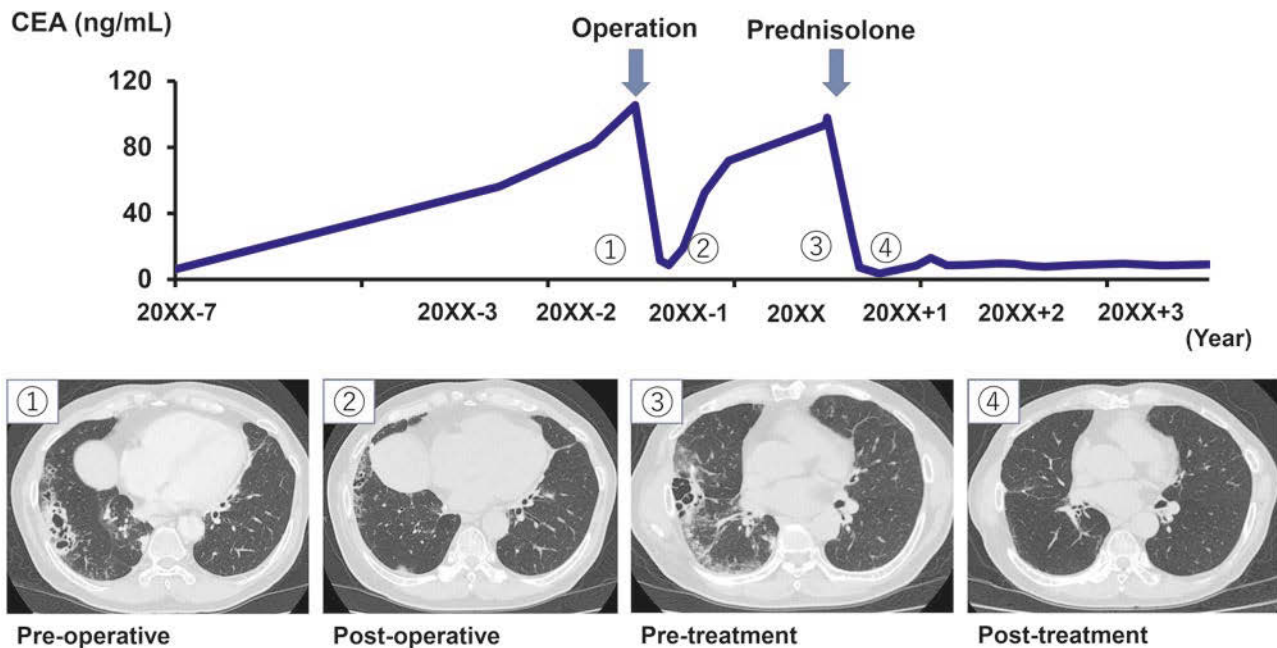 CEA (ng/mL)
Operation
Prednisolone
120
80
40
0
①
②
③
④
20XX-7
20XX-3
20XX-2
20XX-1
20XX
20XX+1
20XX+2
20XX+3
(Year)
①
②
③
④
Pre-operative
Post-operative
Pre-treatment
Post-treatment